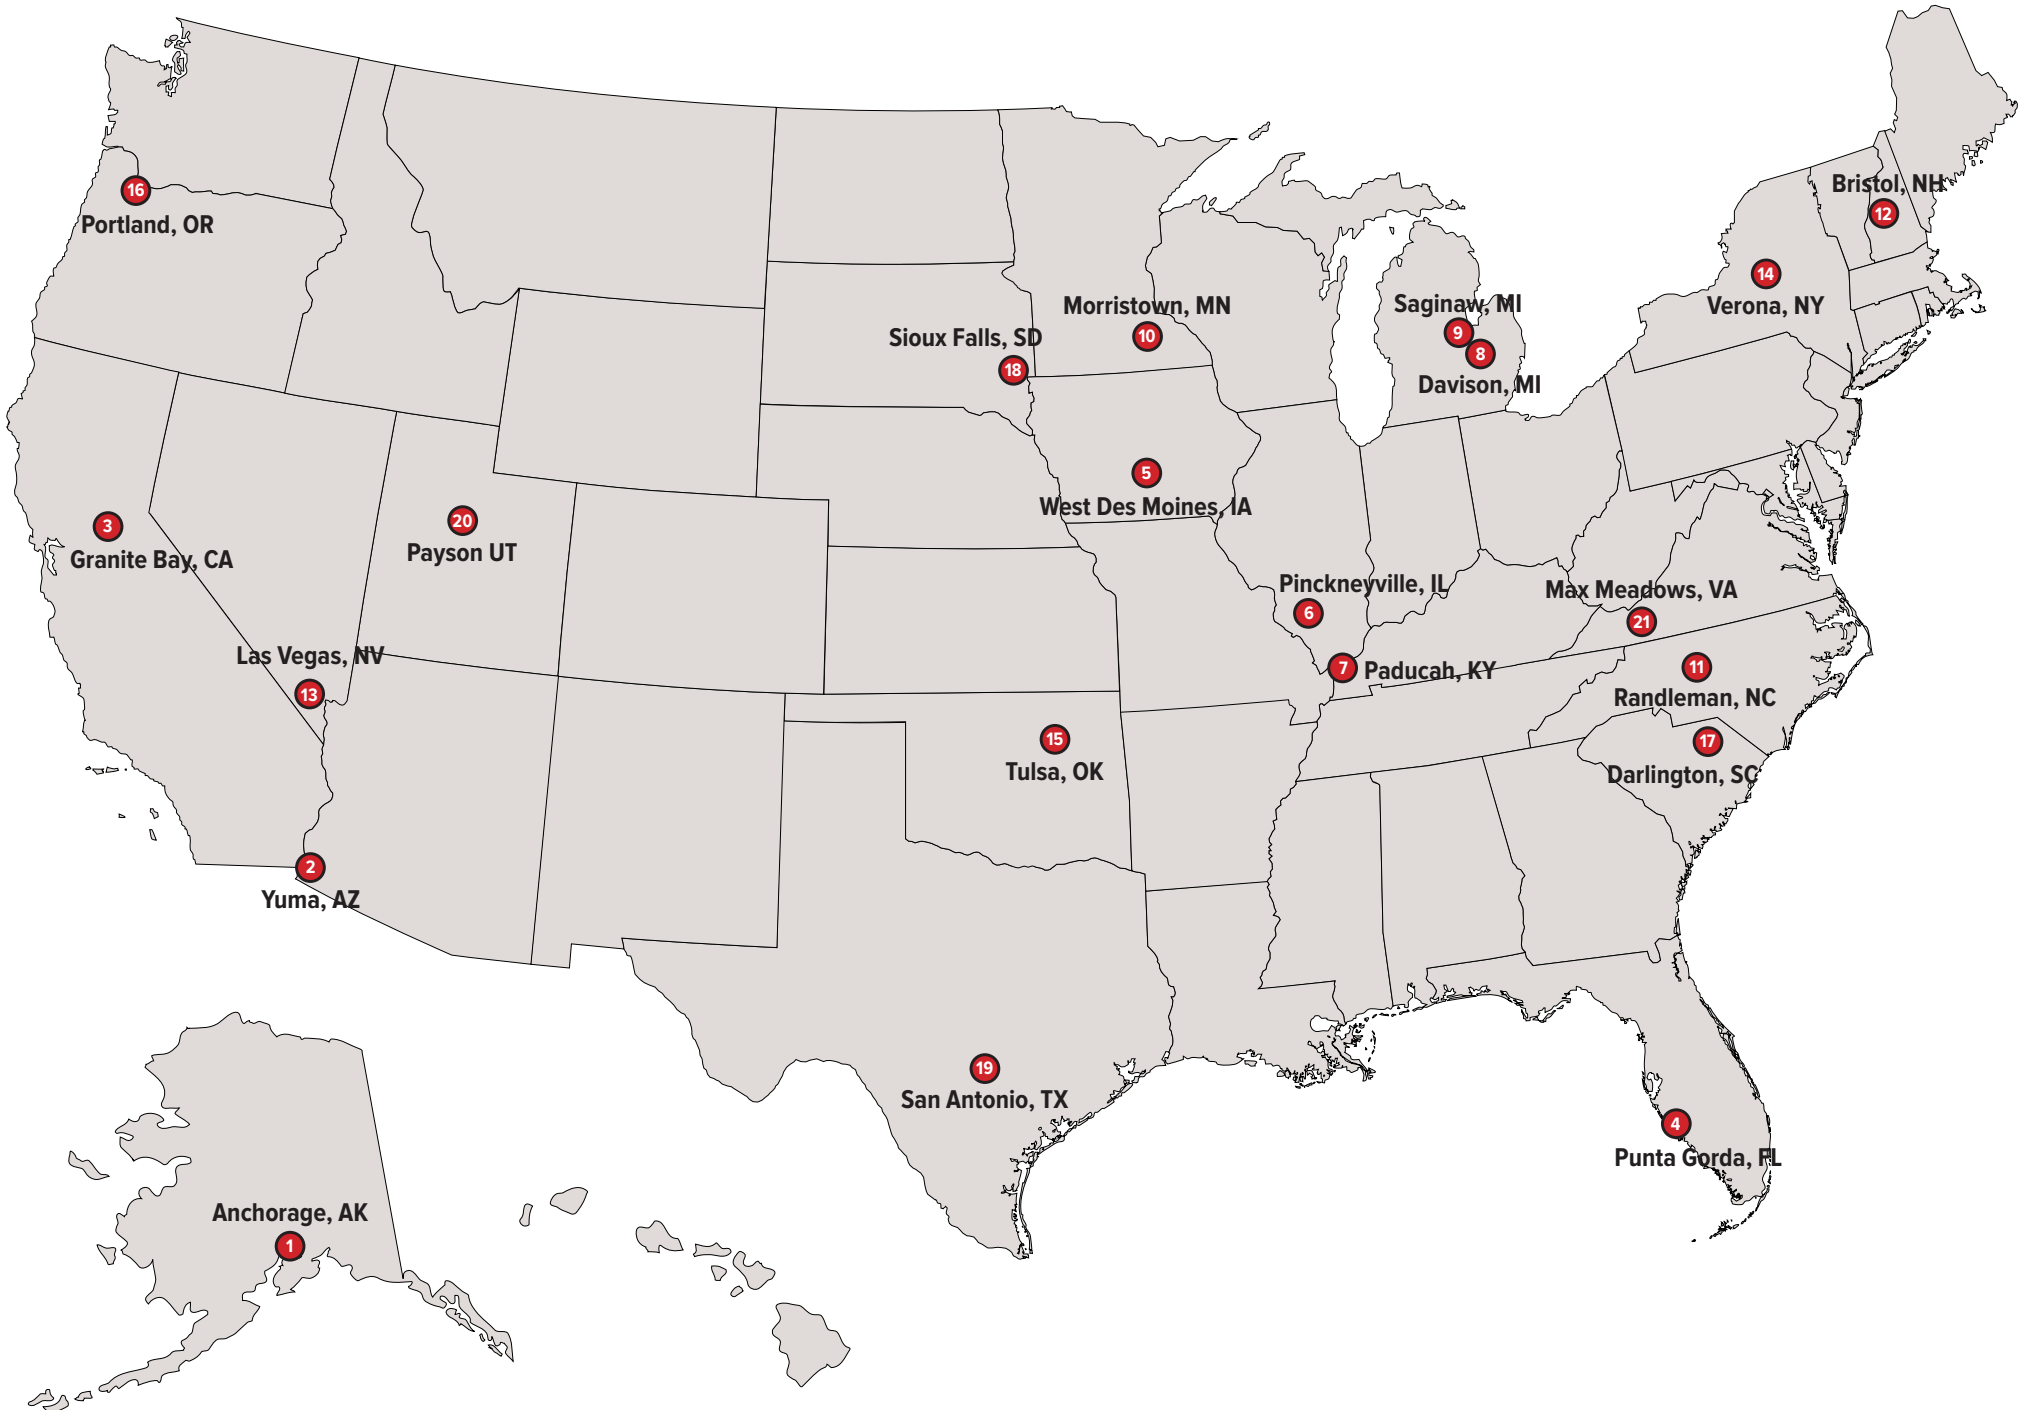 Bristol, NH
12
16
Portland, OR
14
Verona, NY
Morristown, MN
10
Saginaw, MI
9
8
Davison, MI
Sioux Falls, SD
18
5
West Des Moines, IA
3
Granite Bay, CA
20
Payson UT
Pinckneyville, IL
6
Max Meadows, VA
21
7
Paducah, KY
11
Randleman, NC
Las Vegas, NV
13
15
Tulsa, OK
17
Darlington, SC
2
Yuma, AZ
19
San Antonio, TX
4
Punta Gorda, FL
Anchorage, AK
1